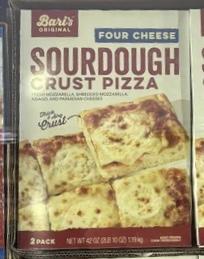 Bari's
ORIGINAL
FOUR CHEESE
SOURDOUGH
CRUST PIZZA
FRESH MOZZARELLA, SHREDDED MOZZARELLA,
ASIAGO, AND PARMESAN CHEESES
Thick
Crust
2 PACK
NET WT 42 OZ (2LB 10 OZ) 1.19kg